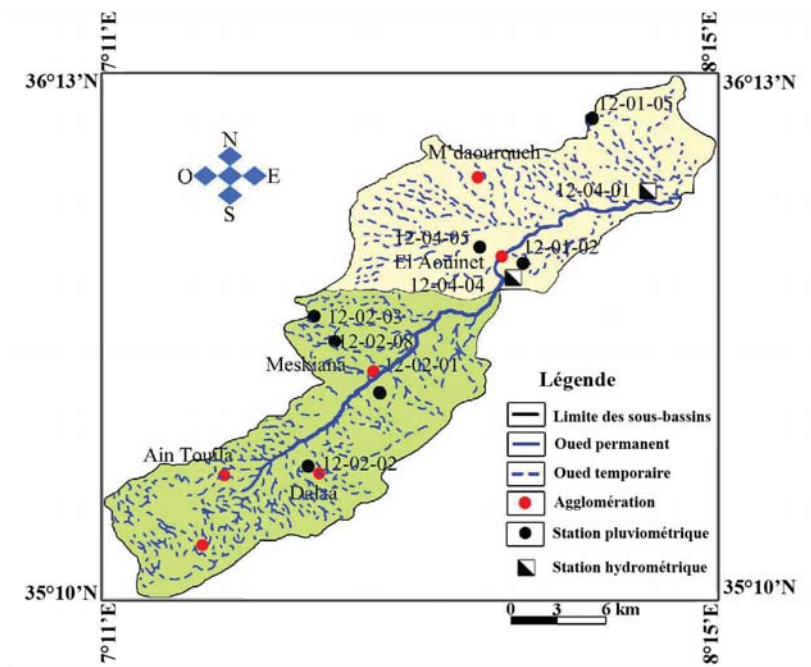 7°11’E
8°15’E
36°13’N
36°13’N
12-01-05
N
O E
S
M’daourouch
12-04-01
12-04-05
12-01-02
El Aouinet
12-04-04
12-02-03
12-02-08
Meskiana
12-02-01
Ain Touila
12-02-02
Dalaa
Légende
Limite des sous-bassins
Oued permanent
Oued temporaire
Agglomération
Station pluviométrique
Station hydrométrique
35°10’N
35°10’N
0 3 6 km
7°11’E
8°15’E